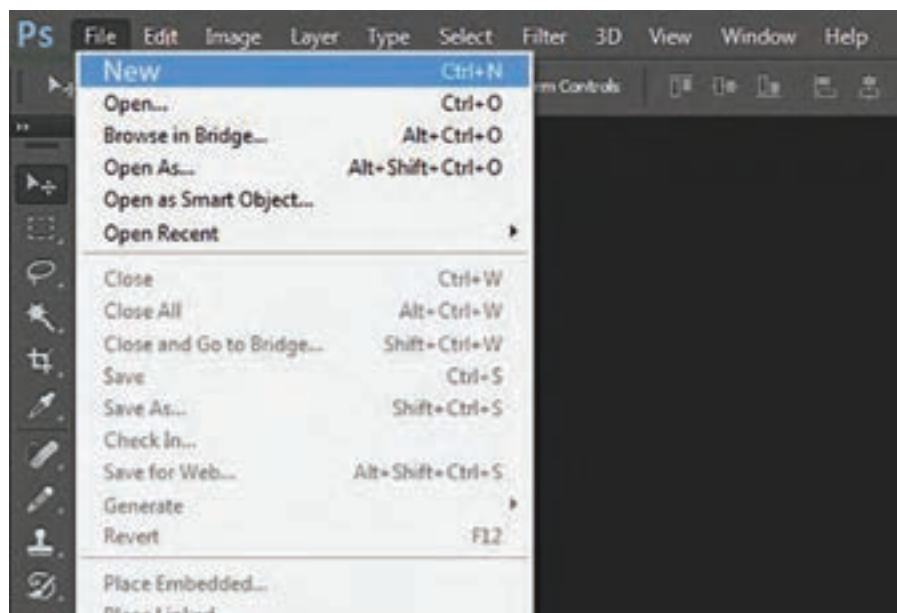 Ps File Edit Image Layer Type Select Filter 3D View Window Help
New Ctrl+N
Controls
Open... Ctrl+O
Browse in Bridge... Alt+Ctrl+O
Open As... Alt+Shift+Ctrl+O
Open as Smart Object...
Open Recent
Close Ctrl+W
Close All Alt+Ctrl+W
Close and Go to Bridge... Shift+Ctrl+W
Save Ctrl+S
Save As... Shift+Ctrl+S
Check In...
Save for Web... Alt+Shift+Ctrl+S
Generate
Revert F12
Place Embedded...
Place Linked